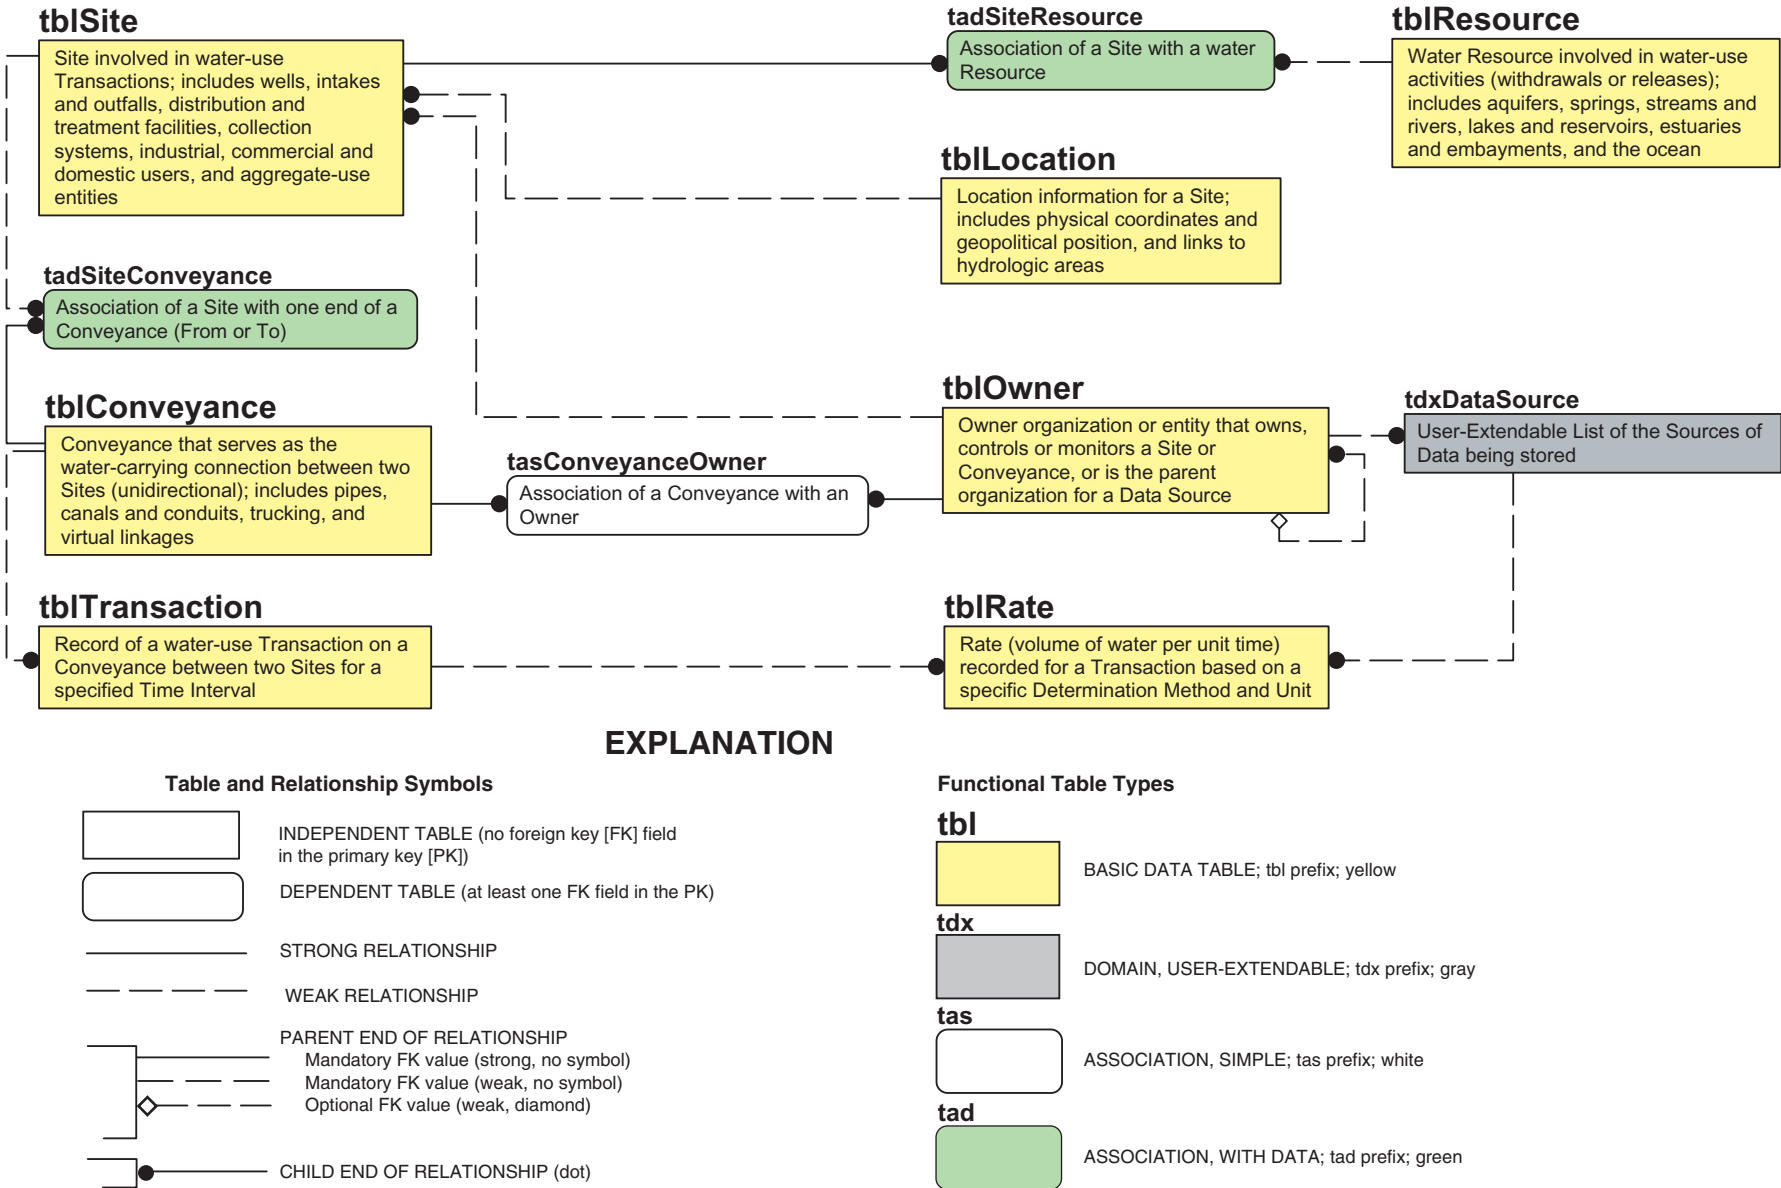 tblSite
Site involved in water-use
Transactions; includes wells, intakes
and outfalls, distribution and
treatment facilities, collection
systems, industrial, commercial and
domestic users, and aggregate-use
entities
tadSiteResource
Association of a Site with a water
Resource
tblResource
Water Resource involved in water-use
activities (withdrawals or releases);
includes aquifers, springs, streams and
rivers, lakes and reservoirs, estuaries
and embayments, and the ocean
tblLocation
Location information for a Site;
includes physical coordinates and
geopolitical position, and links to
hydrologic areas
tadSiteConveyance
Association of a Site with one end of a
Conveyance (From or To)
tblConveyance
Conveyance that serves as the
water-carrying connection between two
Sites (unidirectional); includes pipes,
canals and conduits, trucking, and
virtual linkages
tasConveyanceOwner
Association of a Conveyance with an
Owner
tblOwner
Owner organization or entity that owns,
controls or monitors a Site or
Conveyance, or is the parent
organization for a Data Source
tdxDataSource
User-Extendable List of the Sources of
Data being stored
tblTransaction
Record of a water-use Transaction on a
Conveyance between two Sites for a
specified Time Interval
tblRate
Rate (volume of water per unit time)
recorded for a Transaction based on a
specific Determination Method and Unit
EXPLANATION
Table and Relationship Symbols
INDEPENDENT TABLE (no foreign key [FK] field
in the primary key [PK])
DEPENDENT TABLE (at least one FK field in the PK)
STRONG RELATIONSHIP
WEAK RELATIONSHIP
PARENT END OF RELATIONSHIP
Mandatory FK value (strong, no symbol)
Mandatory FK value (weak, no symbol)
Optional FK value (weak, diamond)
CHILD END OF RELATIONSHIP (dot)
Functional Table Types
tbl
BASIC DATA TABLE; tbl prefix; yellow
tdx
DOMAIN, USER-EXTENDABLE; tdx prefix; gray
tas
ASSOCIATION, SIMPLE; tas prefix; white
tad
ASSOCIATION, WITH DATA; tad prefix; green